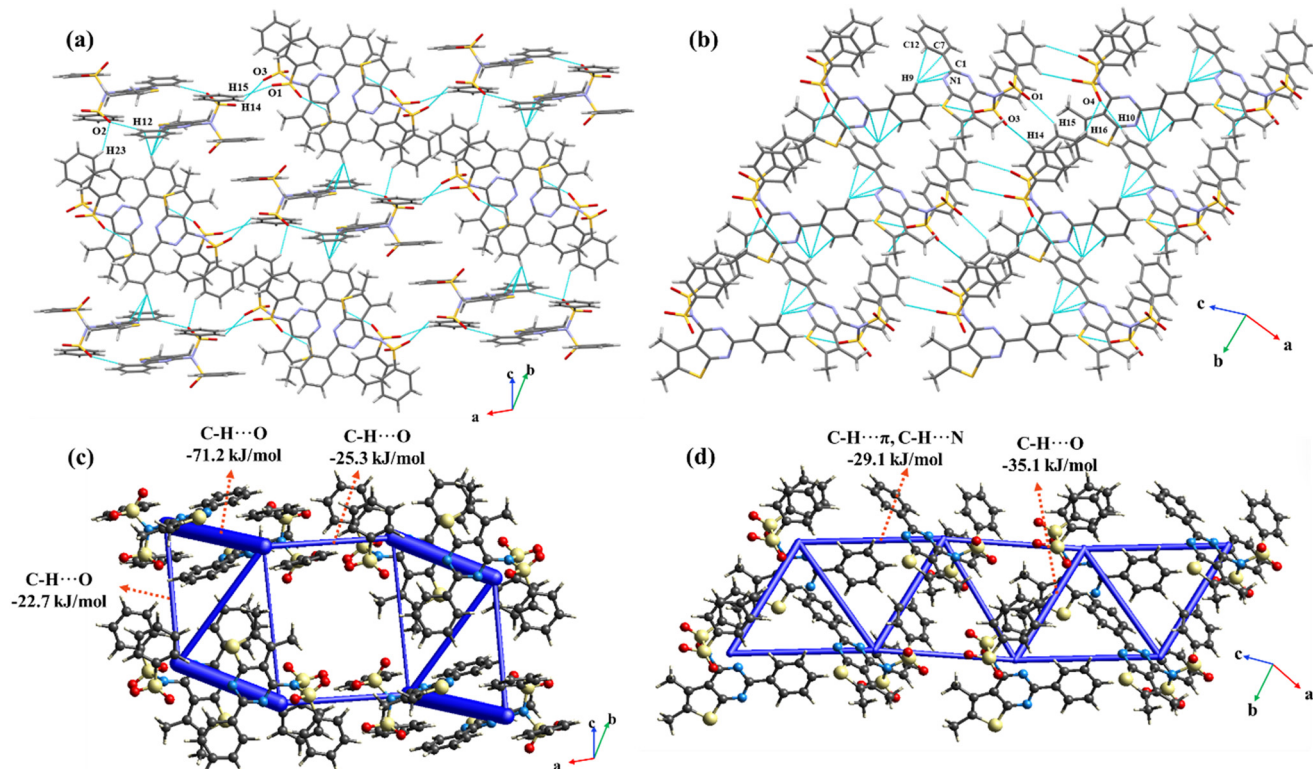 (a)
O3
H15
O1
H14
O2
H12
H23
c
b
a
(b)
C12
C7
C1
H9
N1
O1
O4
O3
H15
H10
H14
H16
c
b
a
C-H···O
-71.2 kJ/mol
(c)
C-H···O
-25.3 kJ/mol
C-H···O
-22.7 kJ/mol
c
b
a
C-H···π, C-H···N
-29.1 kJ/mol
(d)
C-H···O
-35.1 kJ/mol
c
b
a